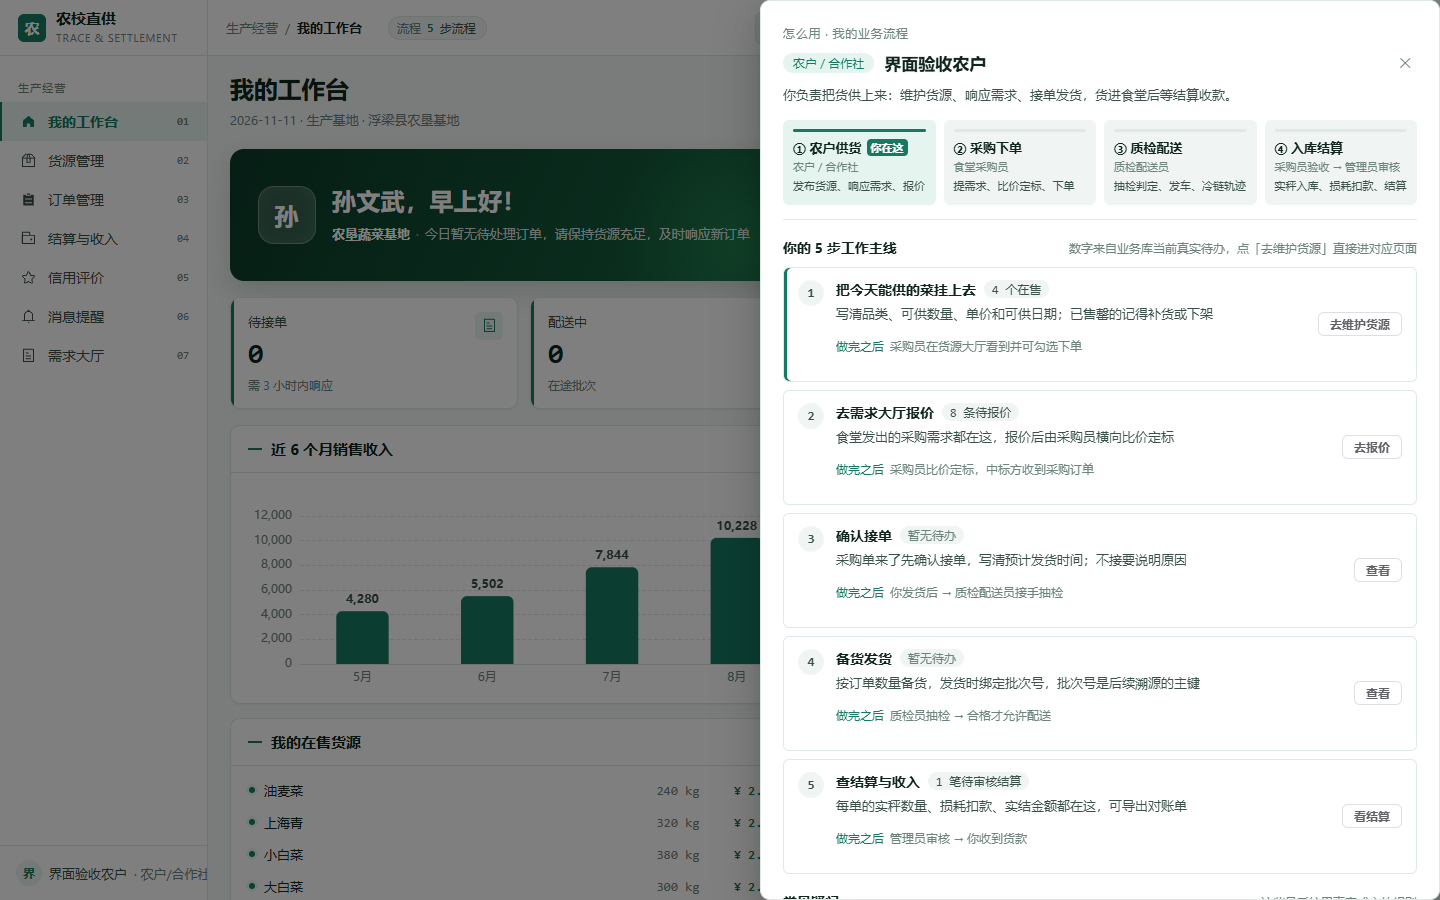 农校直供
TRACE & SETTLEMENT
生产经营
我的工作台 01
货源管理 02
订单管理 03
结算与收入 04
信用评价 05
消息提醒 06
需求大厅 07
界 界面验收农户 · 农户/合作社
生产经营 / 我的工作台 流程 5 步流程
我的工作台
2026-11-11 · 生产基地 · 浮梁县农垦基地
孙 孙文武，早上好！
农垦蔬菜基地 · 今日暂无待处理订单，请保持货源充足，及时响应新订单
待接单
0
需 3 小时内响应
配送中
0
在途批次
近 6 个月销售收入
12,000
10,000
8,000
6,000
4,000
2,000
0
4,280
5,502
7,844
10,228
5月 6月 7月 8月
我的在售货源
油麦菜 240 kg ¥ 2.
上海青 320 kg ¥ 2.
小白菜 380 kg ¥ 2.
大白菜 300 kg ¥ 2.
怎么用 · 我的业务流程
农户 / 合作社 界面验收农户
你负责把货供上来：维护货源、响应需求、接单发货，货进食堂后等结算收款。
① 农户供货 你在这
农户 / 合作社
发布货源、响应需求、报价
② 采购下单
食堂采购员
提需求、比价定标、下单
③ 质检配送
质检配送员
抽检判定、发车、冷链轨迹
④ 入库结算
采购员验收 → 管理员审核
实秤入库、损耗扣款、结算
你的 5 步工作主线 数字来自业务库当前真实待办，点「去维护货源」直接进对应页面
1 把今天能供的菜挂上去 4 个在售
写清品类、可供数量、单价和可供日期；已售罄的记得补货或下架
做完之后 采购员在货源大厅看到并可勾选下单
去维护货源
2 去需求大厅报价 8 条待报价
食堂发出的采购需求都在这，报价后由采购员横向比价定标
做完之后 采购员比价定标，中标方收到采购订单
去报价
3 确认接单 暂无待办
采购单来了先确认接单，写清预计发货时间；不接要说明原因
做完之后 你发货后 → 质检配送员接手抽检
查看
4 备货发货 暂无待办
按订单数量备货，发货时绑定批次号，批次号是后续溯源的主键
做完之后 质检员抽检 → 合格才允许配送
查看
5 查结算与收入 1 笔待审核结算
每单的实秤数量、损耗扣款、实结金额都在这，可导出对账单
做完之后 管理员审核 → 你收到货款
看结算